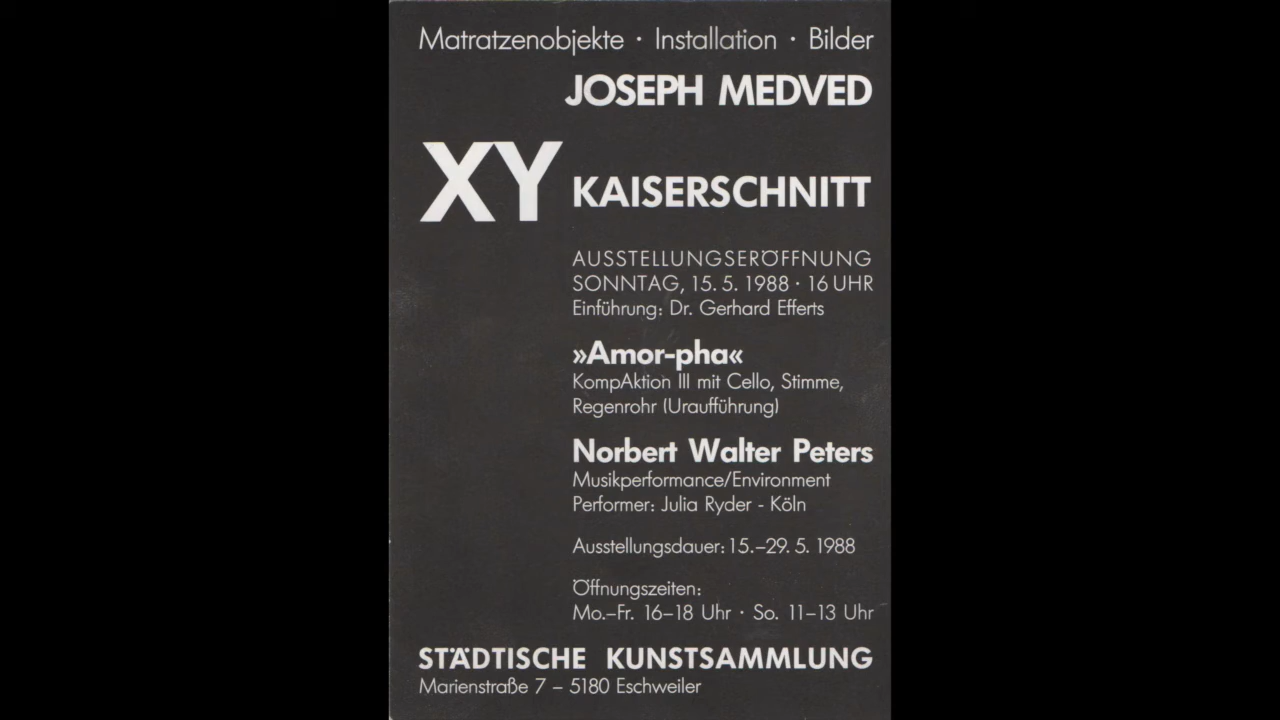 Matratzenobjekte · Installation · Bilder
JOSEPH MEDVED
XY KAISERSCHNITT
AUSSTELLUNGSERÖFFNUNG
SONNTAG, 15. 5. 1988 · 16 UHR
Einführung: Dr. Gerhard Efferts
»Amor-pha«
KompAktion III mit Cello, Stimme,
Regenrohr (Uraufführung)
Norbert Walter Peters
Musikperformance/Environment
Performer: Julia Ryder - Köln
Ausstellungsdauer: 15.–29. 5. 1988
Öffnungszeiten:
Mo.–Fr. 16–18 Uhr · So. 11–13 Uhr
STÄDTISCHE KUNSTSAMMLUNG
Marienstraße 7 – 5180 Eschweiler